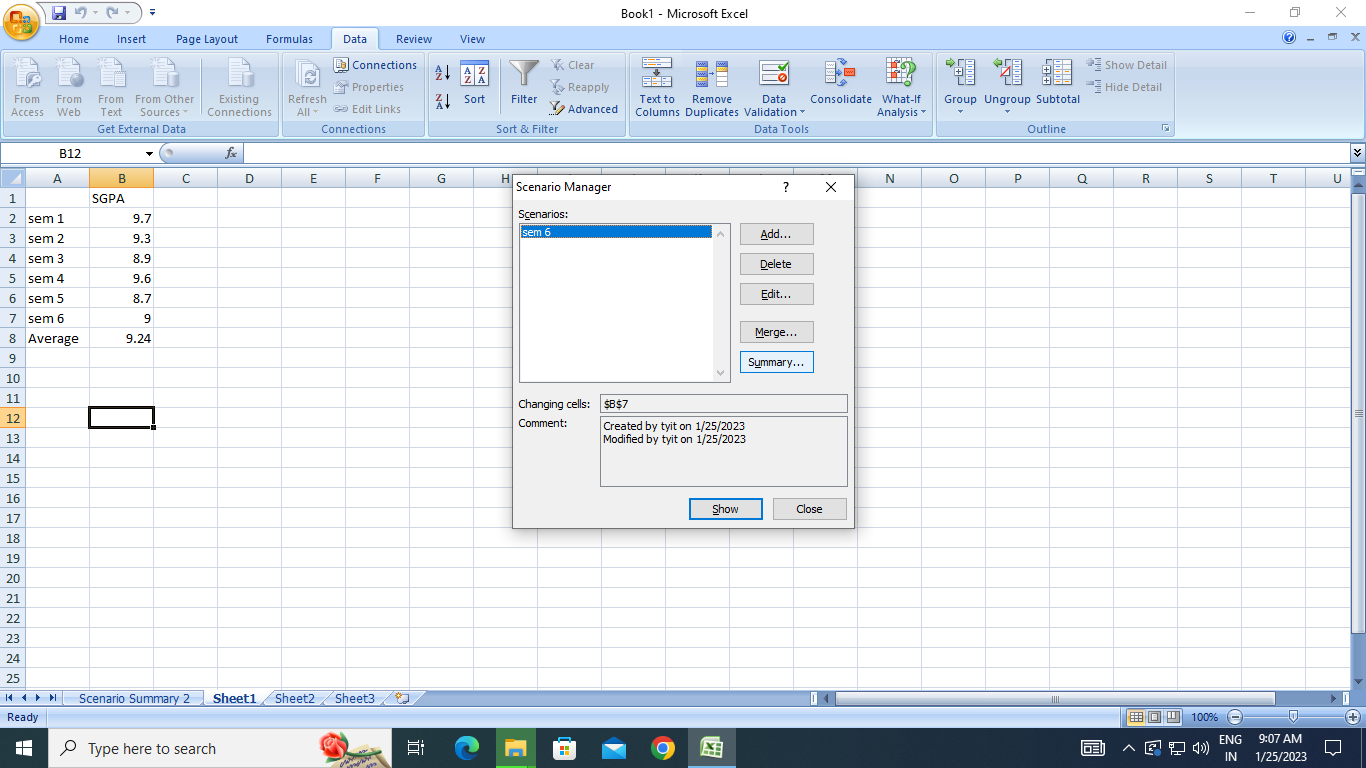 Book1 - Microsoft Excel
Home Insert Page Layout Formulas Data Review View
From Access
From Web
From Text
From Other Sources
Existing Connections
Get External Data
Refresh All
Connections
Properties
Edit Links
Connections
Sort
Filter
Clear
Reapply
Advanced
Sort & Filter
Text to Columns
Remove Duplicates
Data Validation
Consolidate
What-If Analysis
Data Tools
Group
Ungroup
Subtotal
Show Detail
Hide Detail
Outline
B12 fx
A B C D E F G H N O P Q R S T U
1 SGPA
2 sem 1 9.7
3 sem 2 9.3
4 sem 3 8.9
5 sem 4 9.6
6 sem 5 8.7
7 sem 6 9
8 Average 9.24
9
10
11
12
13
14
15
16
17
18
19
20
21
22
23
24
25
Scenario Manager ?
Scenarios:
sem 6
Add...
Delete
Edit...
Merge...
Summary...
Changing cells: $B$7
Comment: Created by tyit on 1/25/2023
Modified by tyit on 1/25/2023
Show Close
Scenario Summary 2 Sheet1 Sheet2 Sheet3
Ready 100%
Type here to search
ENG
IN
9:07 AM
1/25/2023